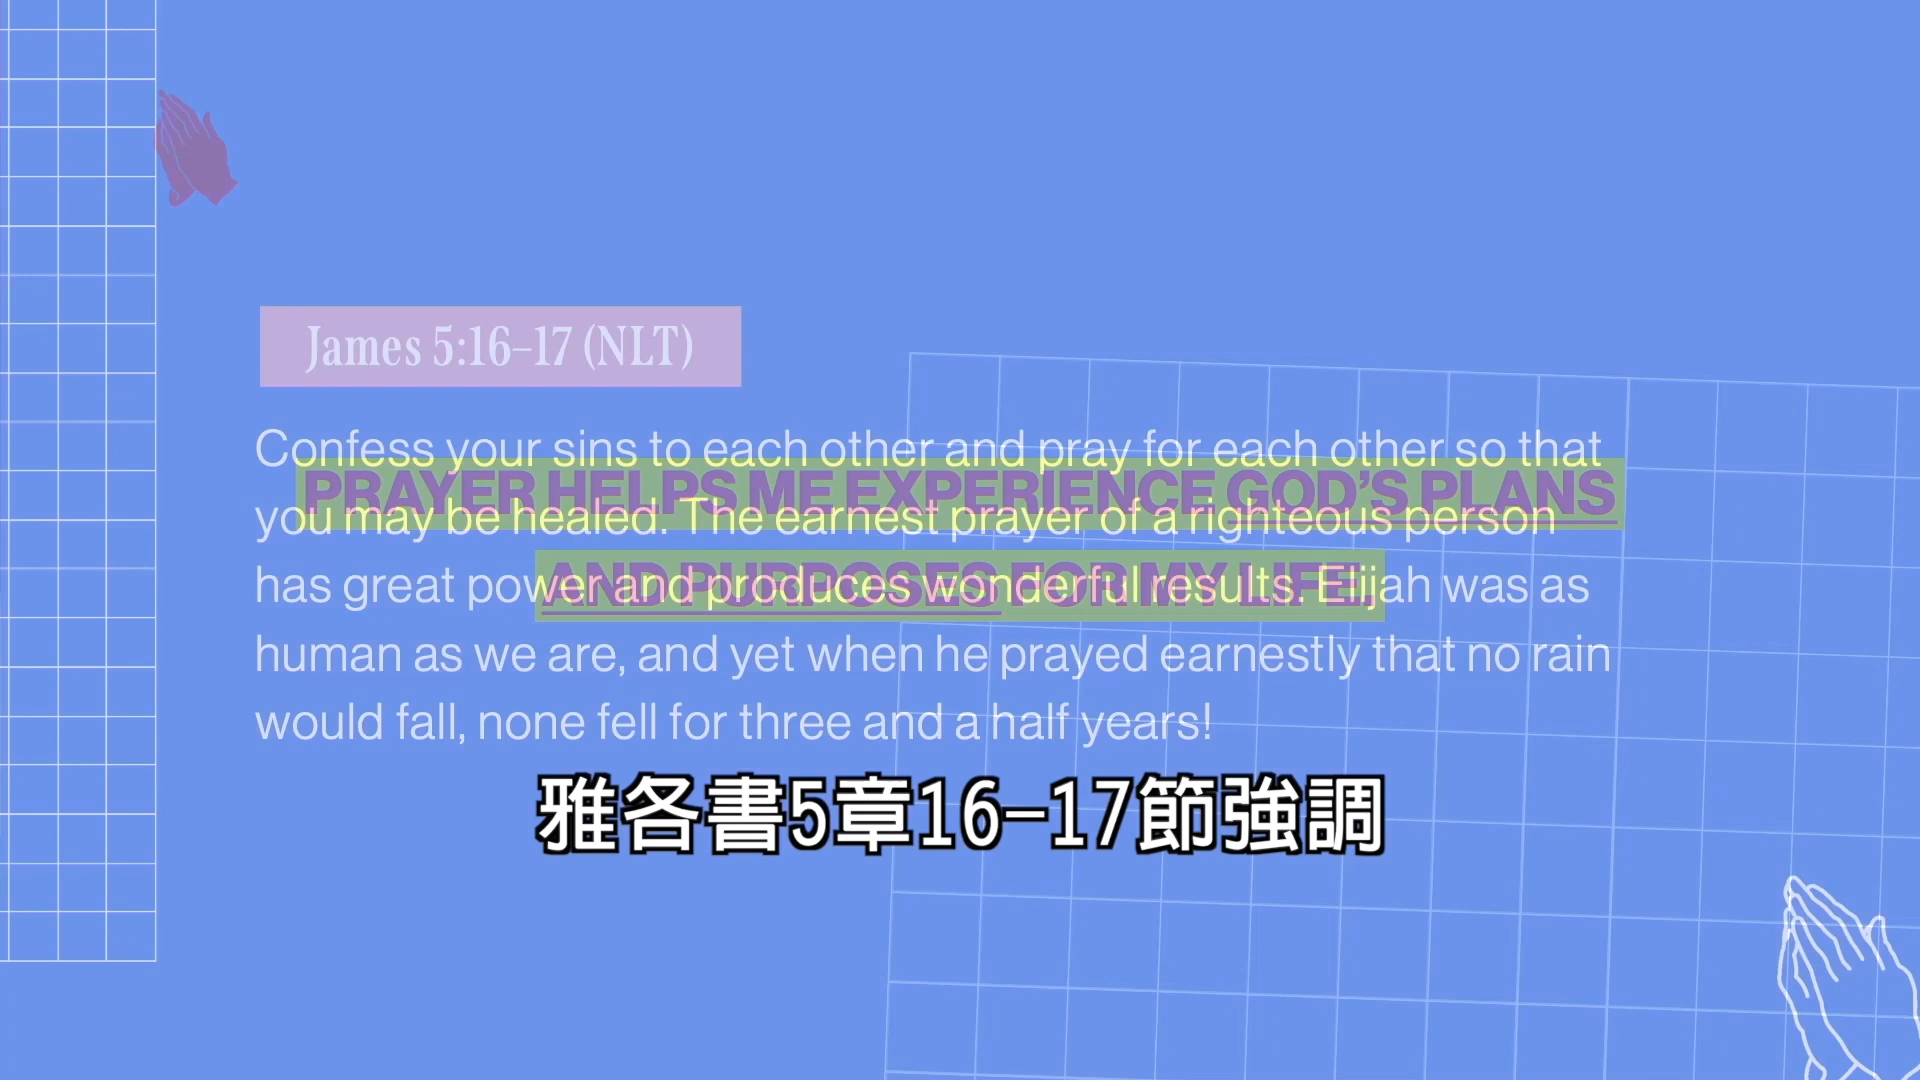 James 5:16–17 (NLT)
Confess your sins to each other and pray for each other so that
PRAYER HELPS ME EXPERIENCE GOD’S PLANS
you may be healed. The earnest prayer of a righteous person
AND PURPOSES FOR MY LIFE!
has great power and produces wonderful results. Elijah was as
human as we are, and yet when he prayed earnestly that no rain
would fall, none fell for three and a half years!
雅各書5章16-17節強調